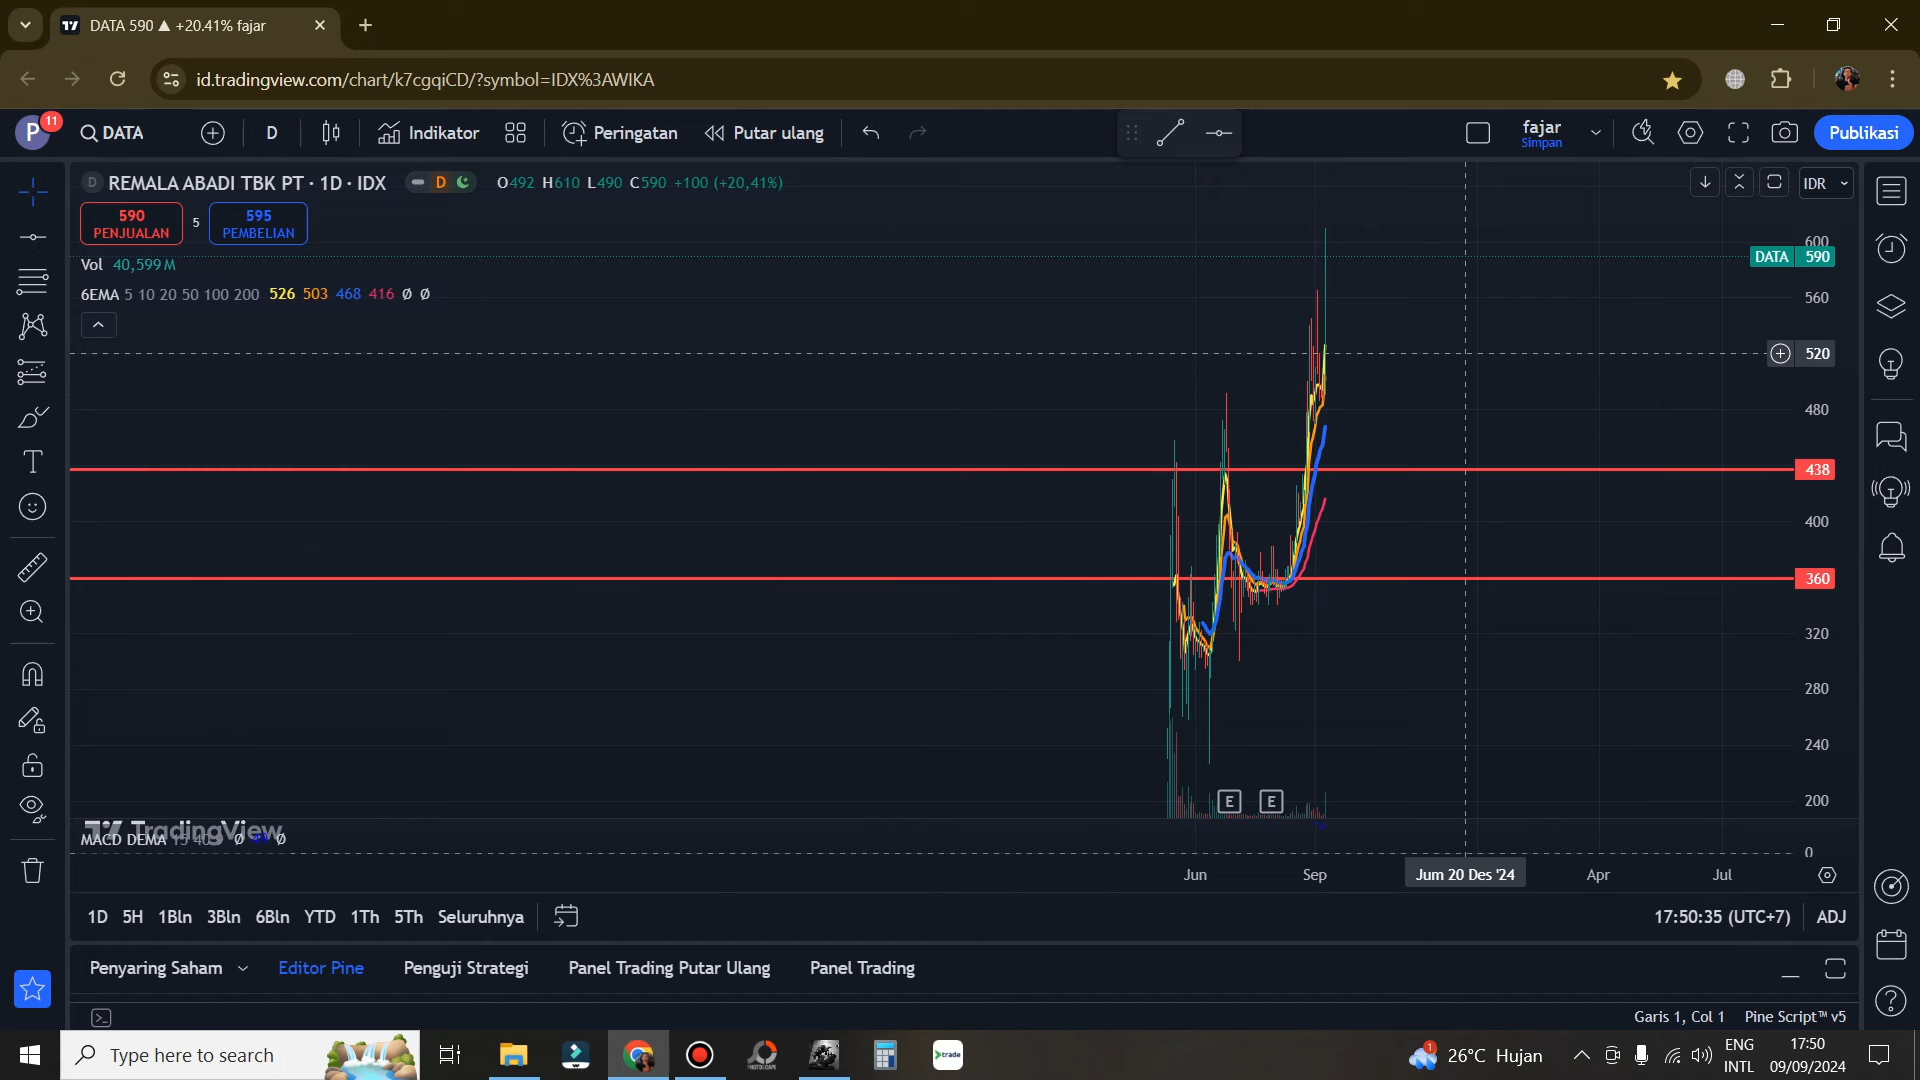 DATA 590 ▲ +20.41% fajar
id.tradingview.com/chart/k7cgqiCD/?symbol=IDX%3AWIKA
P 11 DATA D Indikator Peringatan Putar ulang fajar Simpan Publikasi
D REMALA ABADI TBK PT · 1D · IDX D O492 H610 L490 C590 +100 (+20,41%) IDR
590 PENJUALAN 5 595 PEMBELIAN
Vol 40,599 M
6EMA 5 10 20 50 100 200 526 503 468 416 Ø Ø
600
DATA 590
560
520
480
438
400
360
320
280
240
200
E E
TradingView
MACD DEMA Ø Ø
0
Jun Sep Jum 20 Des '24 Apr Jul
1D 5H 1Bln 3Bln 6Bln YTD 1Th 5Th Seluruhnya 17:50:35 (UTC+7) ADJ
Penyaring Saham Editor Pine Penguji Strategi Panel Trading Putar Ulang Panel Trading
Garis 1, Col 1 Pine Script™ v5
Type here to search trade 1 26°C Hujan ENG INTL 17:50 09/09/2024